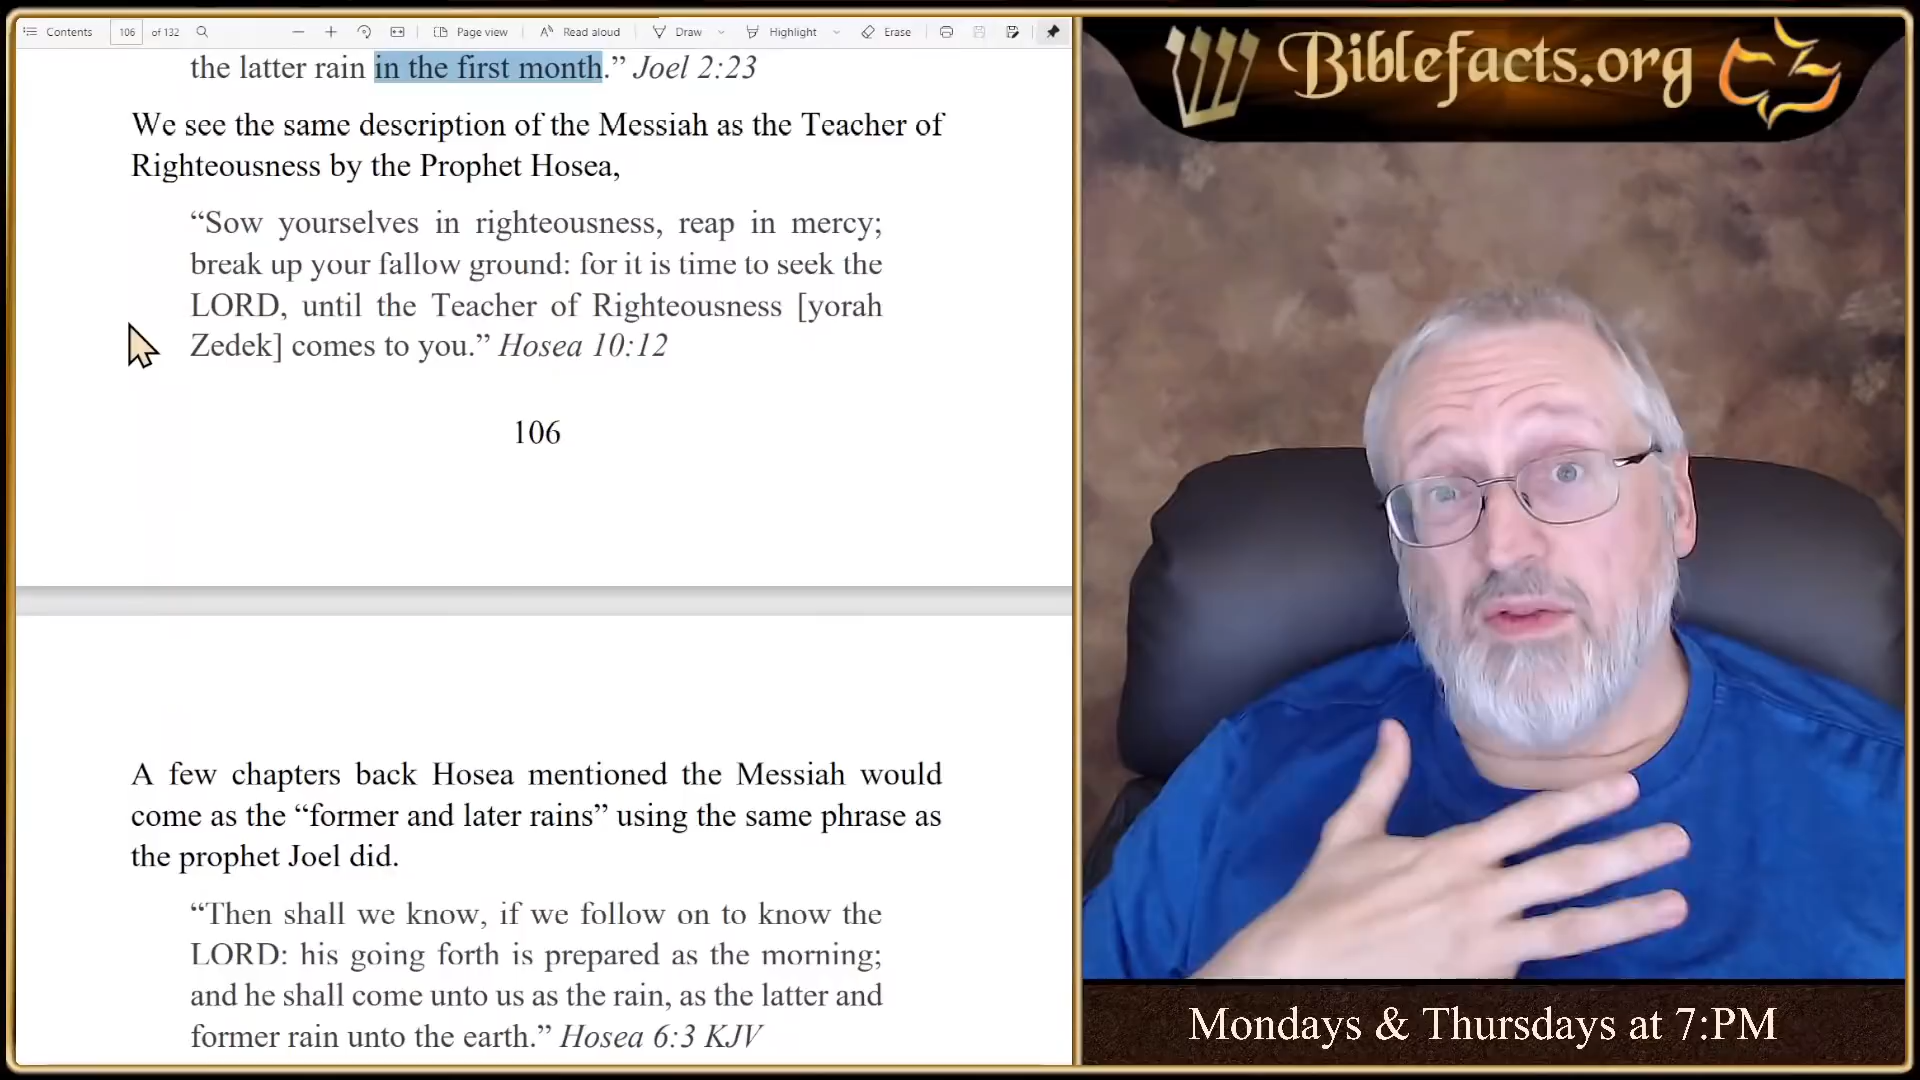 Contents 106 of 132 Page view Read aloud Draw Highlight Erase
the latter rain in the first month.” Joel 2:23
We see the same description of the Messiah as the Teacher of
Righteousness by the Prophet Hosea,
“Sow yourselves in righteousness, reap in mercy;
break up your fallow ground: for it is time to seek the
LORD, until the Teacher of Righteousness [yorah
Zedek] comes to you.” Hosea 10:12
106
A few chapters back Hosea mentioned the Messiah would
come as the “former and later rains” using the same phrase as
the prophet Joel did.
“Then shall we know, if we follow on to know the
LORD: his going forth is prepared as the morning;
and he shall come unto us as the rain, as the latter and
former rain unto the earth.” Hosea 6:3 KJV
Biblefacts.org
Mondays & Thursdays at 7:PM